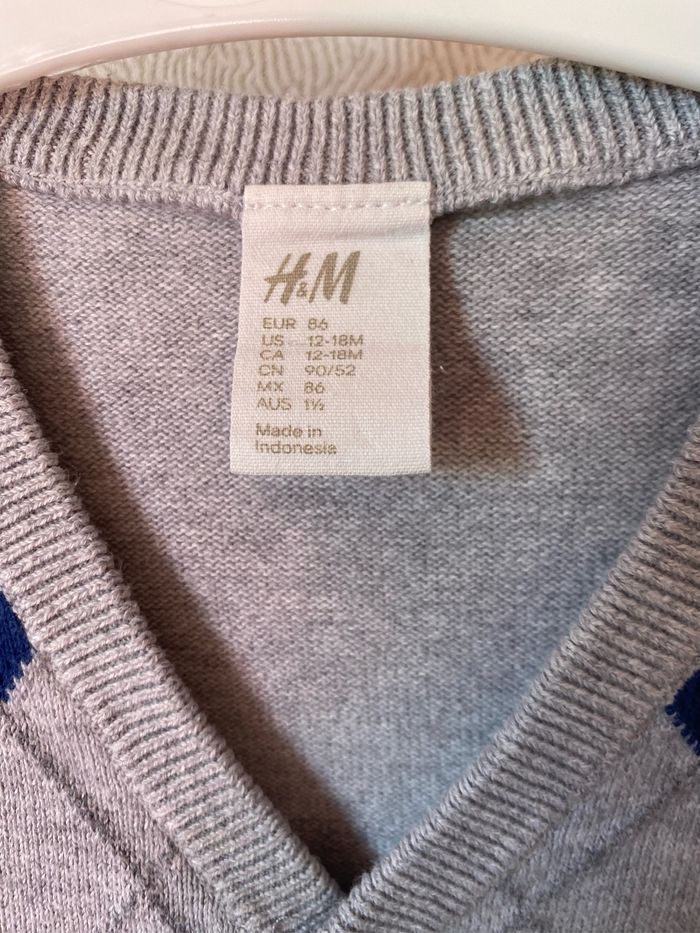 H&M
EUR 86
US 12-18M
CA 12-18M
CN 90/52
MX 86
AUS 1½
Made in
Indonesia